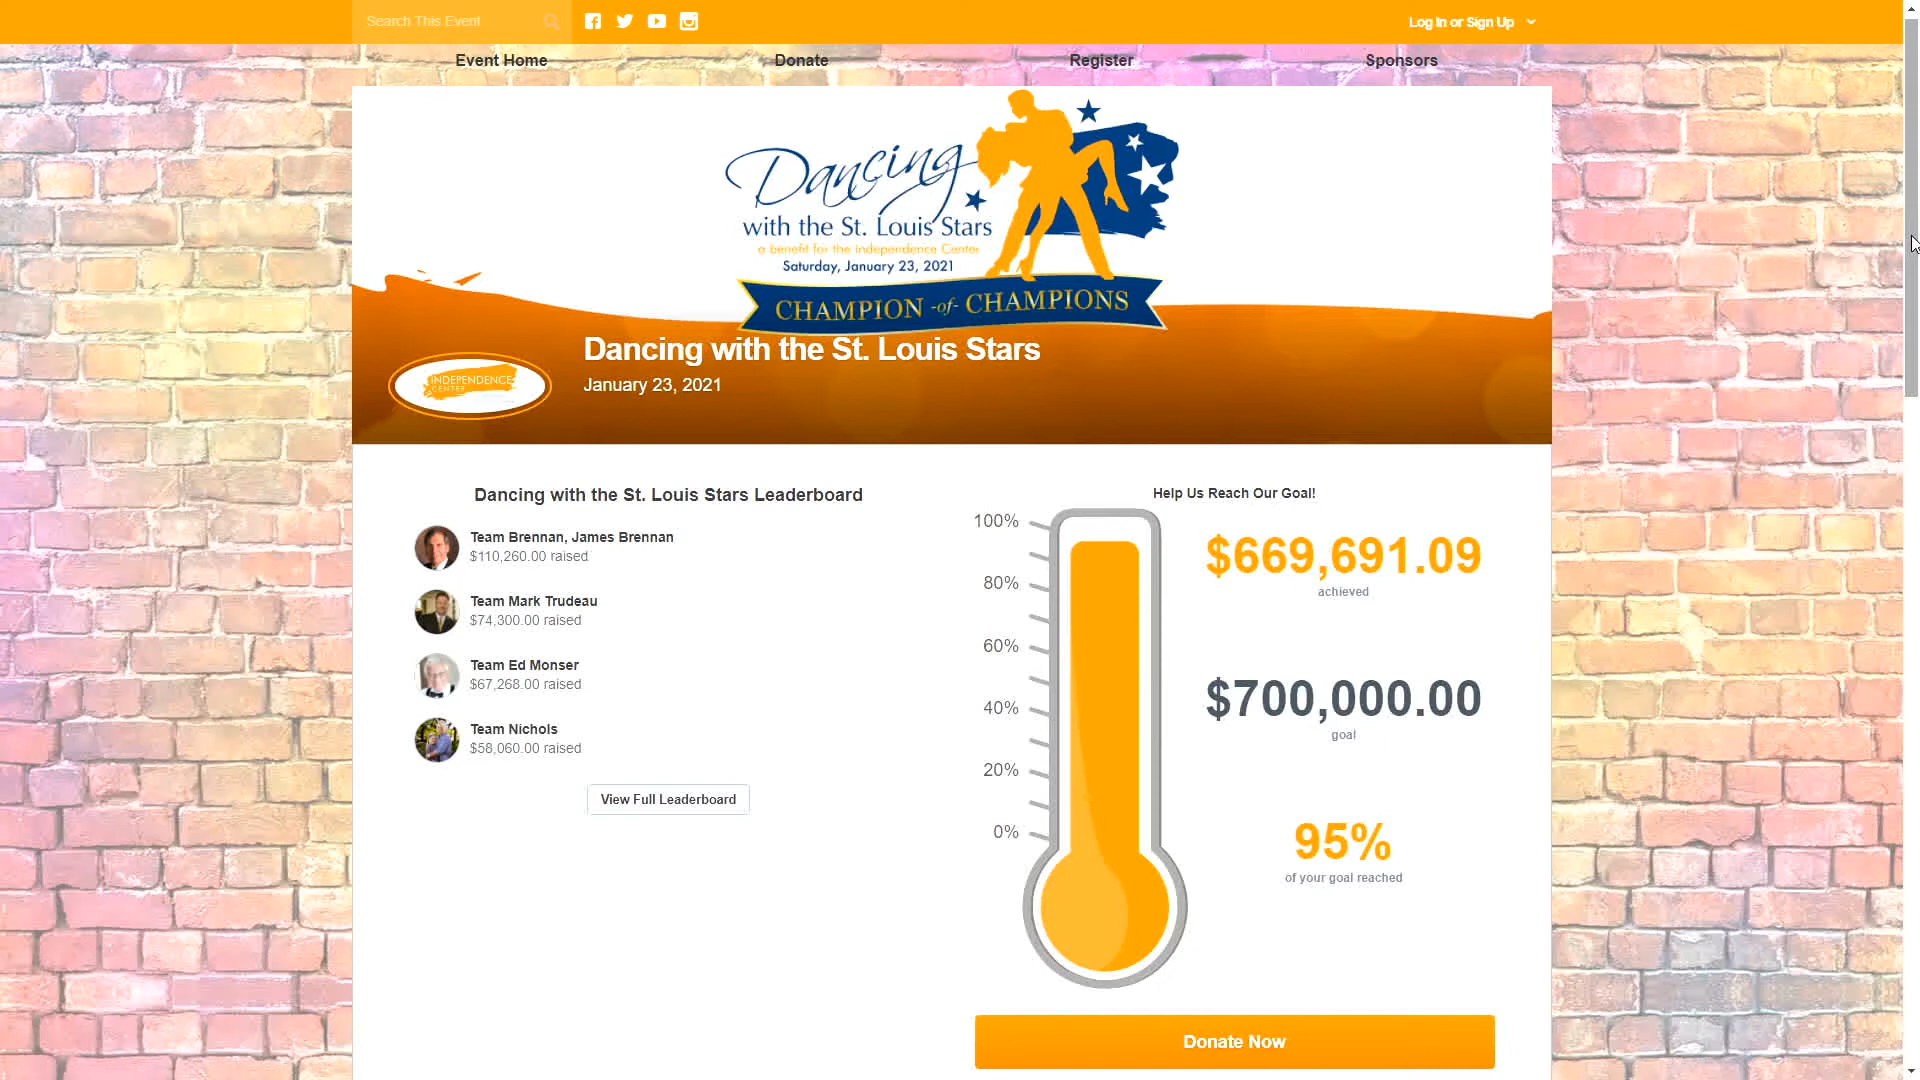 Search This Event
Log In or Sign Up
Event Home
Donate
Register
Sponsors
Dancing
with the St. Louis Stars
a benefit for the Independence Center
Saturday, January 23, 2021
CHAMPION -of- CHAMPIONS
Dancing with the St. Louis Stars
January 23, 2021
INDEPENDENCE
CENTER
Dancing with the St. Louis Stars Leaderboard
Team Brennan, James Brennan
$110,260.00 raised
Team Mark Trudeau
$74,300.00 raised
Team Ed Monser
$67,268.00 raised
Team Nichols
$58,060.00 raised
View Full Leaderboard
Help Us Reach Our Goal!
100%
80%
60%
40%
20%
0%
$669,691.09
achieved
$700,000.00
goal
95%
of your goal reached
Donate Now